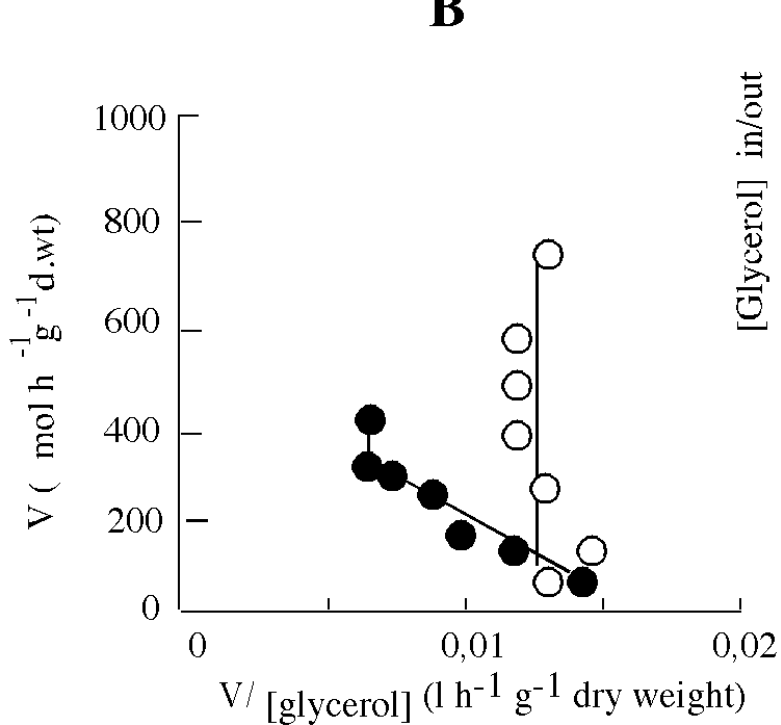 B
1000
800
600
400
200
0
V ( mol h -1 g -1 d.wt)
[Glycerol] in/out
0 0,01 0,02
V/ [glycerol] (l h-1 g-1 dry weight)